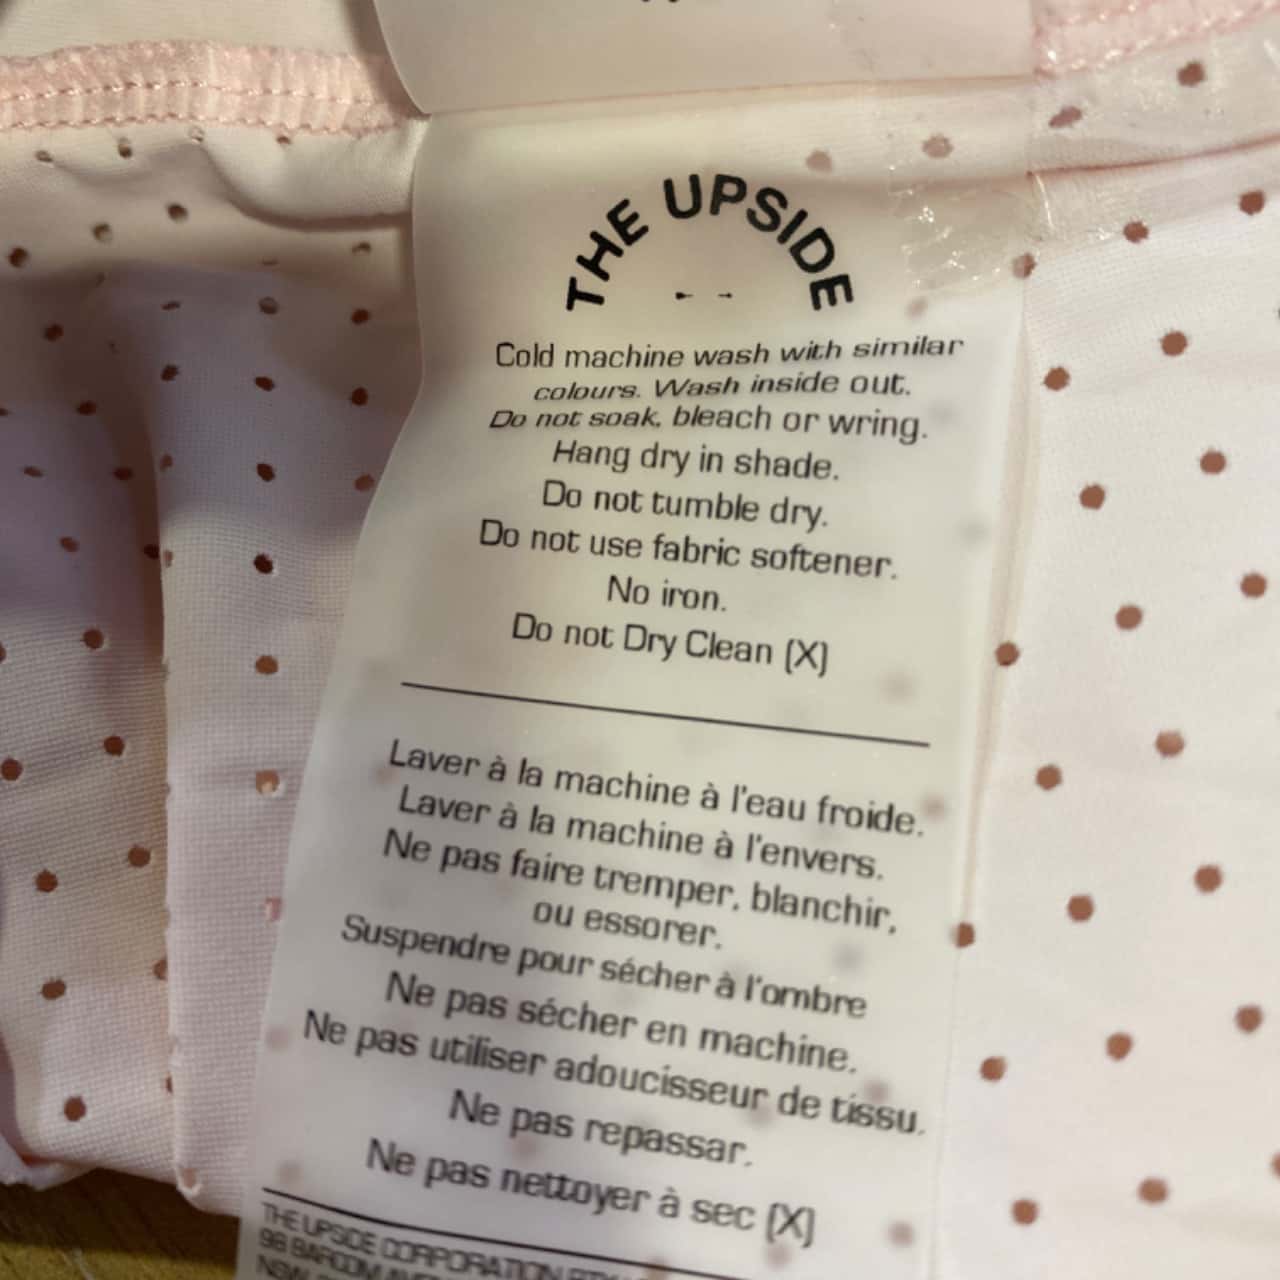 THE UPSIDE
Cold machine wash with similar
colours. Wash inside out.
Do not soak, bleach or wring.
Hang dry in shade.
Do not tumble dry.
Do not use fabric softener.
No iron.
Do not Dry Clean (X)
Laver à la machine à l'eau froide.
Laver à la machine à l'envers.
Ne pas faire tremper, blanchir,
ou essorer.
Suspendre pour sécher à l'ombre
Ne pas sécher en machine.
Ne pas utiliser adoucisseur de tissu.
Ne pas repassar.
Ne pas nettoyer à sec (X)
THE UPSIDE CORPORATION
98
NSW